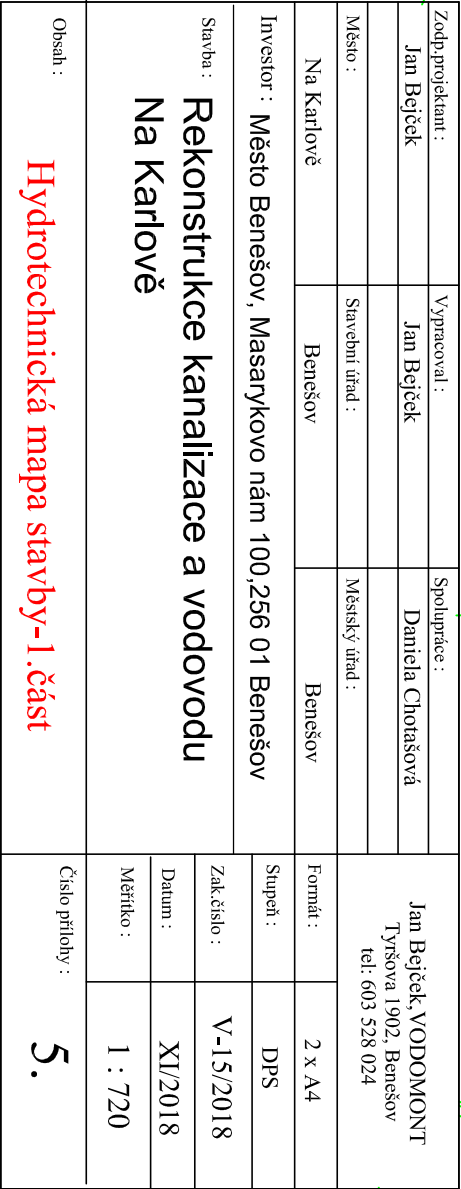 Zodp.projektant :
Vypracoval :
Spolupráce :
Jan Bejček
Jan Bejček
Daniela Chotašová
Jan Bejček,VODOMONT
Tyršova 1902, Benešov
tel: 603 528 024
Město :
Stavební úřad :
Městský úřad :
Na Karlově
Benešov
Benešov
Formát :
2 x A4
Investor : Město Benešov, Masarykovo nám 100,256 01 Benešov
Stupeň :
DPS
Stavba :
Rekonstrukce kanalizace a vodovodu
Na Karlově
Zak.číslo :
V-15/2018
Datum :
XI/2018
Měřítko :
1 : 720
Obsah :
Hydrotechnická mapa stavby-1.část
Číslo přílohy :
5.